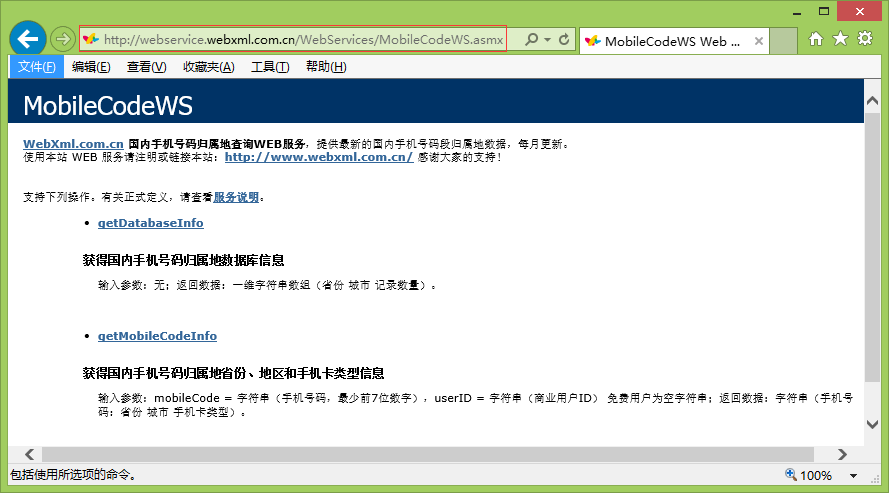 http://webservice.webxml.com.cn/WebServices/MobileCodeWS.asmx
MobileCodeWS Web ...
文件(F) 编辑(E) 查看(V) 收藏夹(A) 工具(T) 帮助(H)
MobileCodeWS
WebXml.com.cn 国内手机号码归属地查询WEB服务，提供最新的国内手机号码段归属地数据，每月更新。
使用本站 WEB 服务请注明或链接本站：http://www.webxml.com.cn/ 感谢大家的支持！
支持下列操作。有关正式定义，请查看服务说明。
• getDatabaseInfo
获得国内手机号码归属地数据库信息
输入参数：无；返回数据：一维字符串数组（省份 城市 记录数量）。
• getMobileCodeInfo
获得国内手机号码归属地省份、地区和手机卡类型信息
输入参数：mobileCode = 字符串（手机号码，最少前7位数字），userID = 字符串（商业用户ID） 免费用户为空字符串；返回数据：字符串（手机号
码：省份 城市 手机卡类型）。
包括使用所选项的命令。
100%